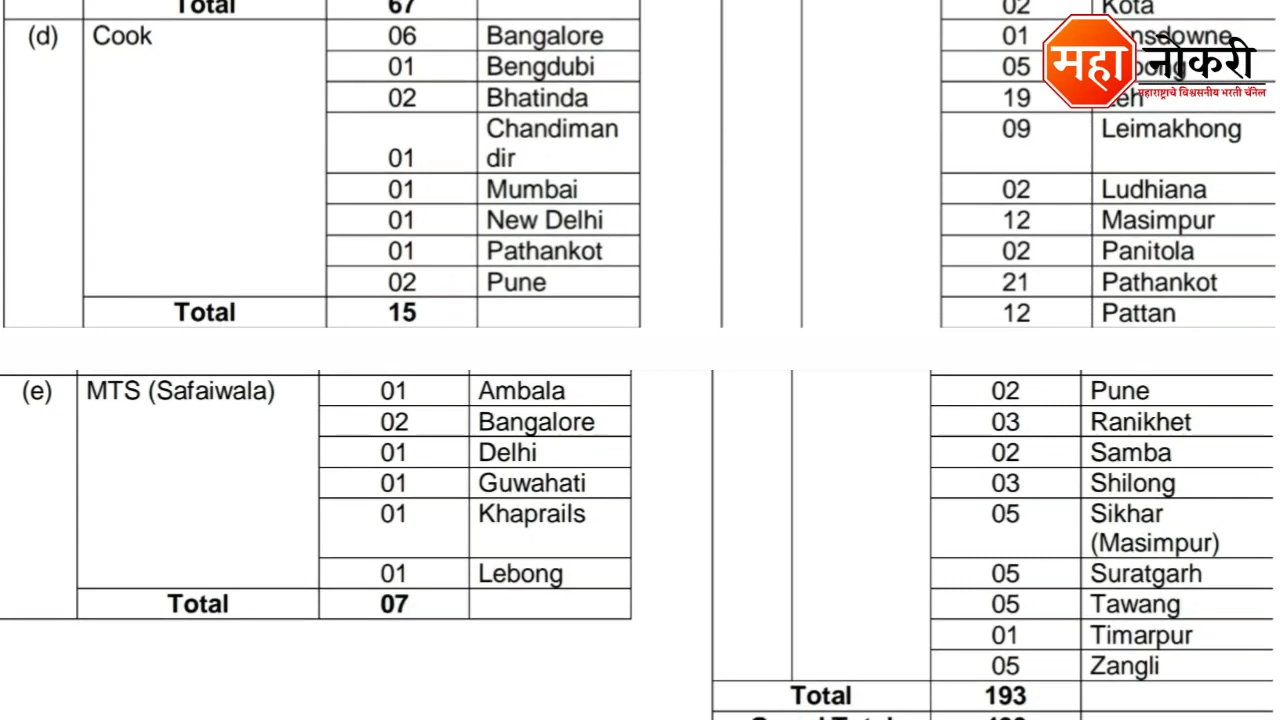 Total 67
(d) Cook 06 Bangalore
01 Bengdubi
02 Bhatinda
Chandiman
01 dir
01 Mumbai
01 New Delhi
01 Pathankot
02 Pune
Total 15
(e) MTS (Safaiwala) 01 Ambala
02 Bangalore
01 Delhi
01 Guwahati
01 Khaprails
01 Lebong
Total 07
02 Kota
01
05
19
09 Leimakhong
02 Ludhiana
12 Masimpur
02 Panitola
21 Pathankot
12 Pattan
02 Pune
03 Ranikhet
02 Samba
03 Shilong
05 Sikhar
(Masimpur)
05 Suratgarh
05 Tawang
01 Timarpur
05 Zangli
Total 193
महा नोकरी
महाराष्ट्राचे विश्वसनीय भरती चॅनेल